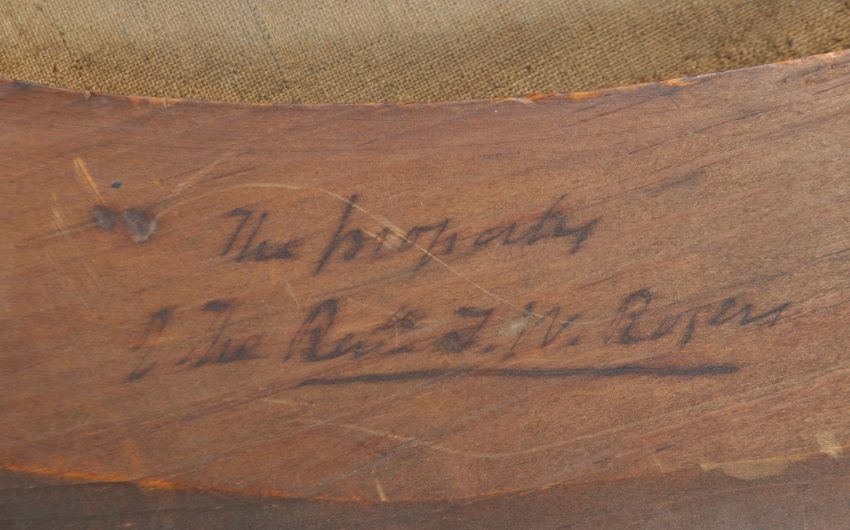 The property
of The Revd. F. W. Rogers